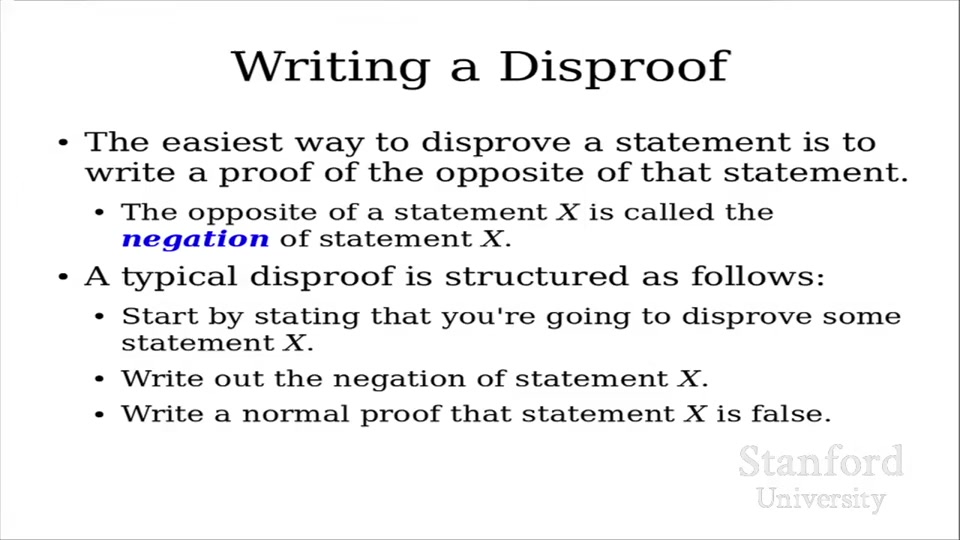 Writing a Disproof
• The easiest way to disprove a statement is to
write a proof of the opposite of that statement.
• The opposite of a statement X is called the
negation of statement X.
• A typical disproof is structured as follows:
• Start by stating that you're going to disprove some
statement X.
• Write out the negation of statement X.
• Write a normal proof that statement X is false.
Stanford
University